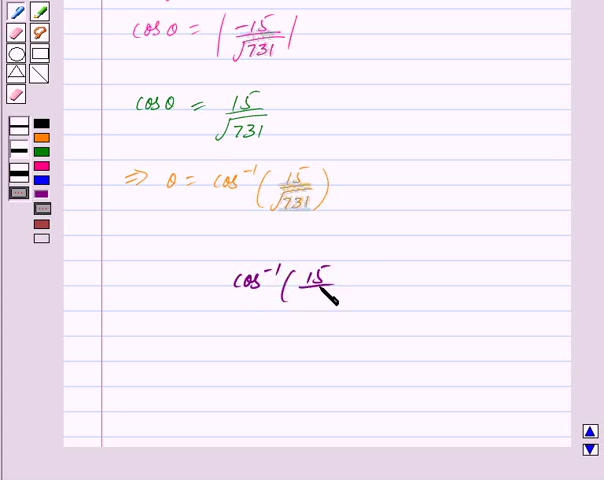 cos θ = | -15/√731 |
cos θ = 15/√731
⇒ θ = cos⁻¹ ( 15/√731 )
cos⁻¹ ( 15